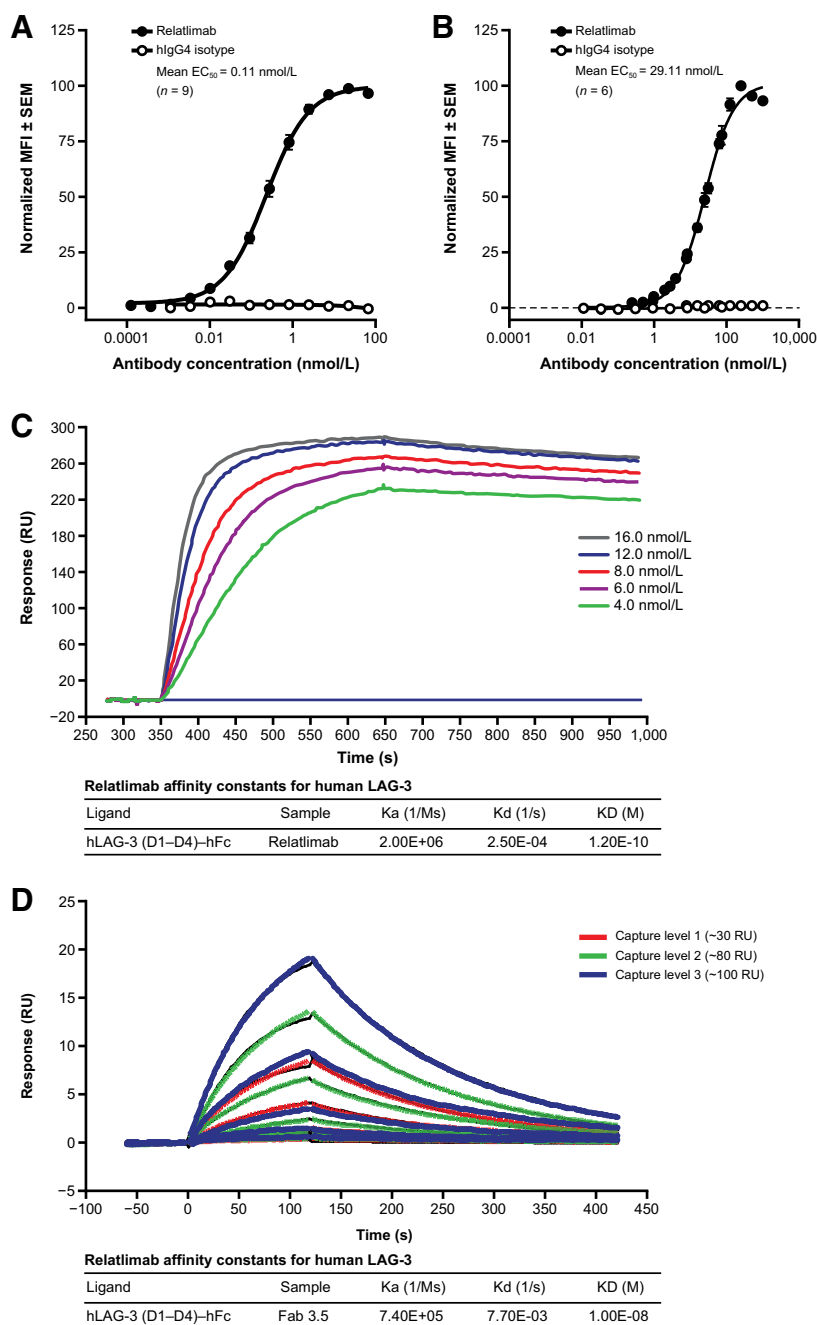 A
Relatlimab
hIgG4 isotype
Mean EC50 = 0.11 nmol/L
(n = 9)
Normalized MFI ± SEM
125
100
75
50
25
0
0.0001
0.01
1
100
Antibody concentration (nmol/L)
B
Relatlimab
hIgG4 isotype
Mean EC50 = 29.11 nmol/L
(n = 6)
Normalized MFI ± SEM
125
100
75
50
25
0
0.0001
0.01
1
100
10,000
Antibody concentration (nmol/L)
C
Response (RU)
300
260
220
180
140
100
60
20
−20
16.0 nmol/L
12.0 nmol/L
8.0 nmol/L
6.0 nmol/L
4.0 nmol/L
250 300 350 400 450 500 550 600 650 700 750 800 850 900 950 1,000
Time (s)
Relatlimab affinity constants for human LAG-3
Ligand Sample Ka (1/Ms) Kd (1/s) KD (M)
hLAG-3 (D1–D4)–hFc Relatlimab 2.00E+06 2.50E-04 1.20E-10
D
Response (RU)
25
20
15
10
5
0
−5
Capture level 1 (~30 RU)
Capture level 2 (~80 RU)
Capture level 3 (~100 RU)
−100 −50 0 50 100 150 200 250 300 350 400 450
Time (s)
Relatlimab affinity constants for human LAG-3
Ligand Sample Ka (1/Ms) Kd (1/s) KD (M)
hLAG-3 (D1–D4)–hFc Fab 3.5 7.40E+05 7.70E-03 1.00E-08